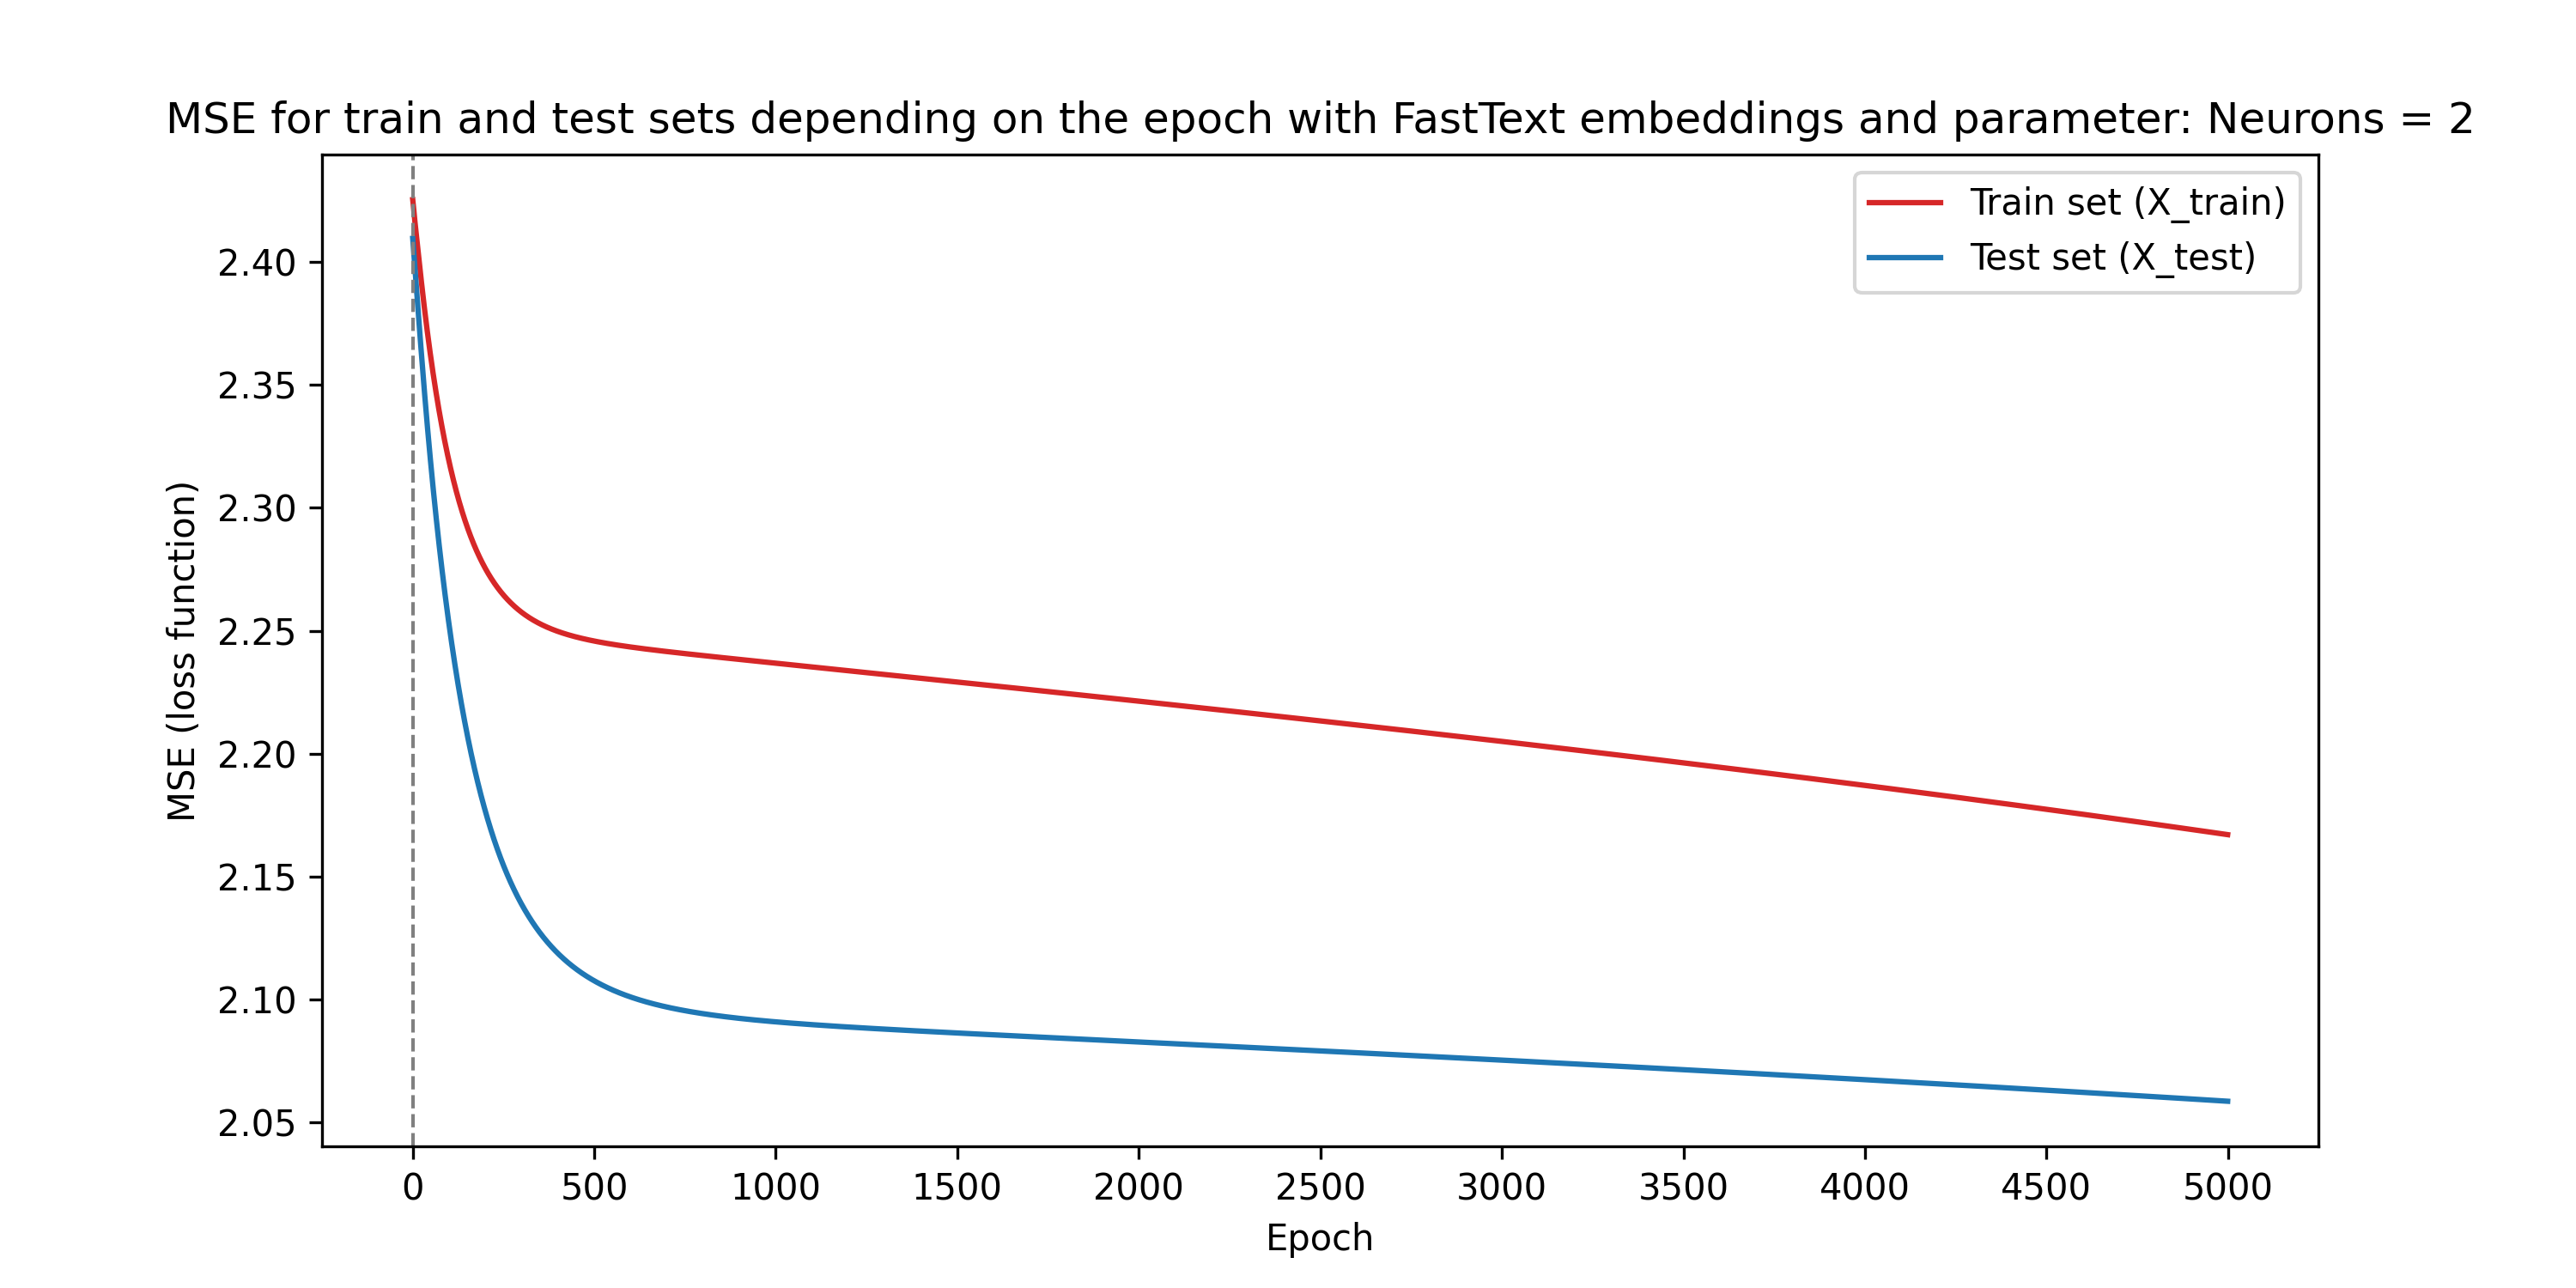 MSE for train and test sets depending on the epoch with FastText embeddings and parameter: Neurons = 2
Train set (X_train)
Test set (X_test)
MSE (loss function)
2.40
2.35
2.30
2.25
2.20
2.15
2.10
2.05
0 500 1000 1500 2000 2500 3000 3500 4000 4500 5000
Epoch